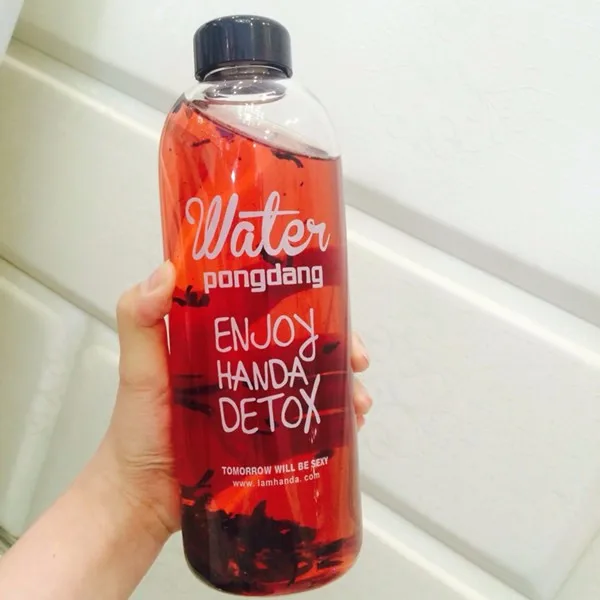 Water
pongdang
ENJOY
HANDA
DETOX
TOMORROW WILL BE SEXY
www.iamhanda.com